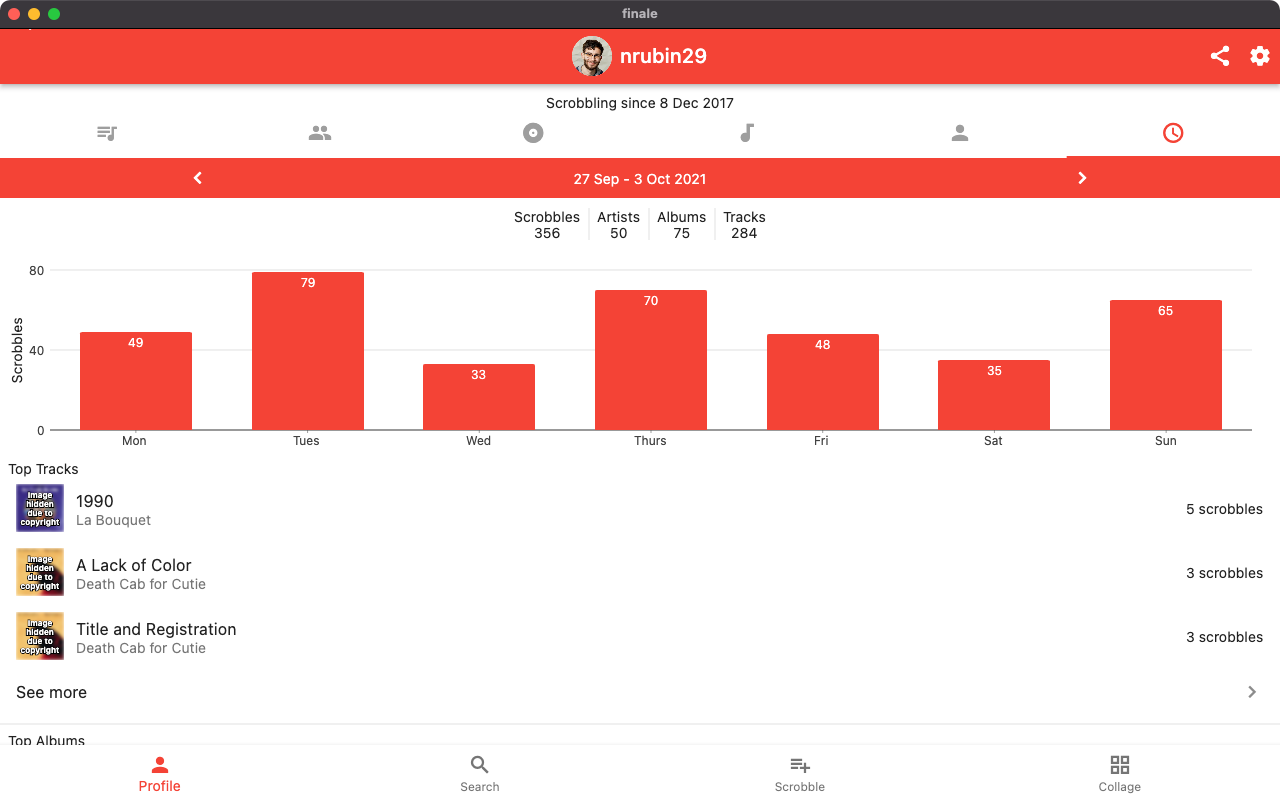 finale
nrubin29
Scrobbling since 8 Dec 2017
27 Sep - 3 Oct 2021
Scrobbles Artists Albums Tracks
356 50 75 284
80
79
70
65
49
48
40
35
33
Scrobbles
0
Mon Tues Wed Thurs Fri Sat Sun
Top Tracks
Image
hidden
due to
copyright
1990
La Bouquet
5 scrobbles
Image
hidden
due to
copyright
A Lack of Color
Death Cab for Cutie
3 scrobbles
Image
hidden
due to
copyright
Title and Registration
Death Cab for Cutie
3 scrobbles
See more
Top Albums
Profile Search Scrobble Collage